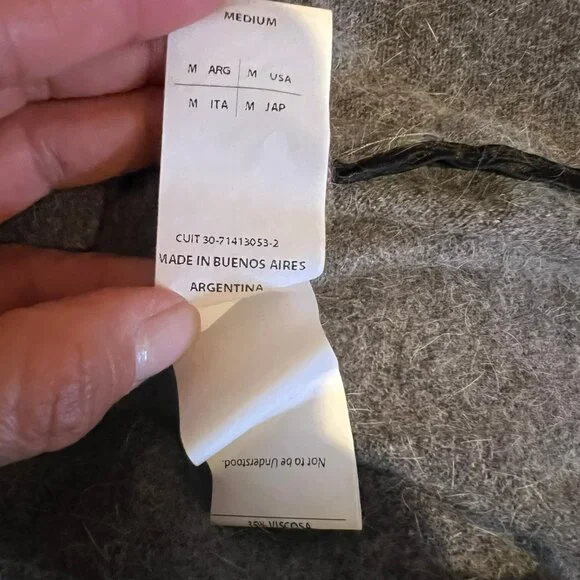 MEDIUM
M ARG M USA
M ITA M JAP
CUIT 30-71413053-2
MADE IN BUENOS AIRES
ARGENTINA
Not to be Understood.
35% VISCOSA